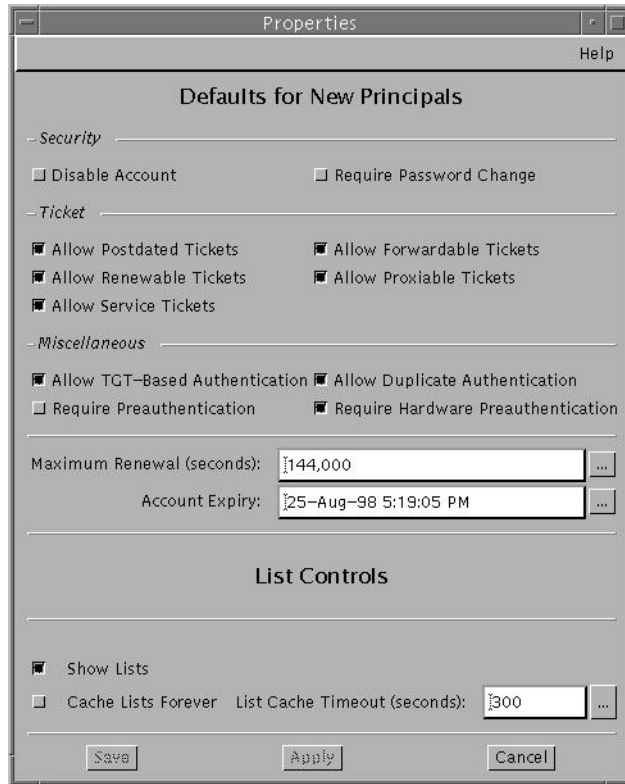 Properties
Help
Defaults for New Principals
Security
Disable Account Require Password Change
Ticket
Allow Postdated Tickets Allow Forwardable Tickets
Allow Renewable Tickets Allow Proxiable Tickets
Allow Service Tickets
Miscellaneous
Allow TGT-Based Authentication Allow Duplicate Authentication
Require Preauthentication Require Hardware Preauthentication
Maximum Renewal (seconds): 144,000 ...
Account Expiry: 25-Aug-98 5:19:05 PM ...
List Controls
Show Lists
Cache Lists Forever List Cache Timeout (seconds): 300 ...
Save Apply Cancel